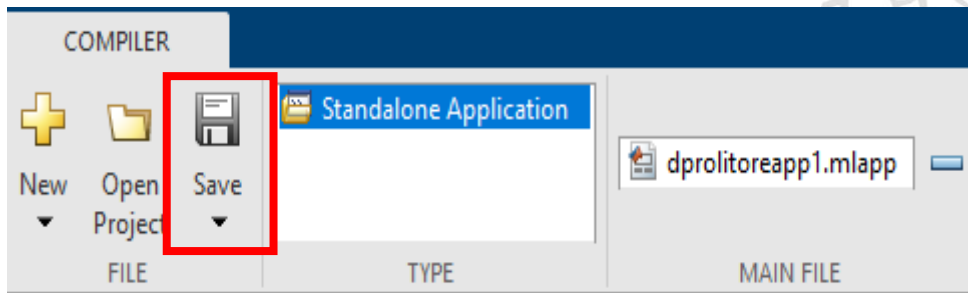 COMPILER
New
Open
Project
Save
FILE
Standalone Application
TYPE
dprolitoreapp1.mlapp
MAIN FILE